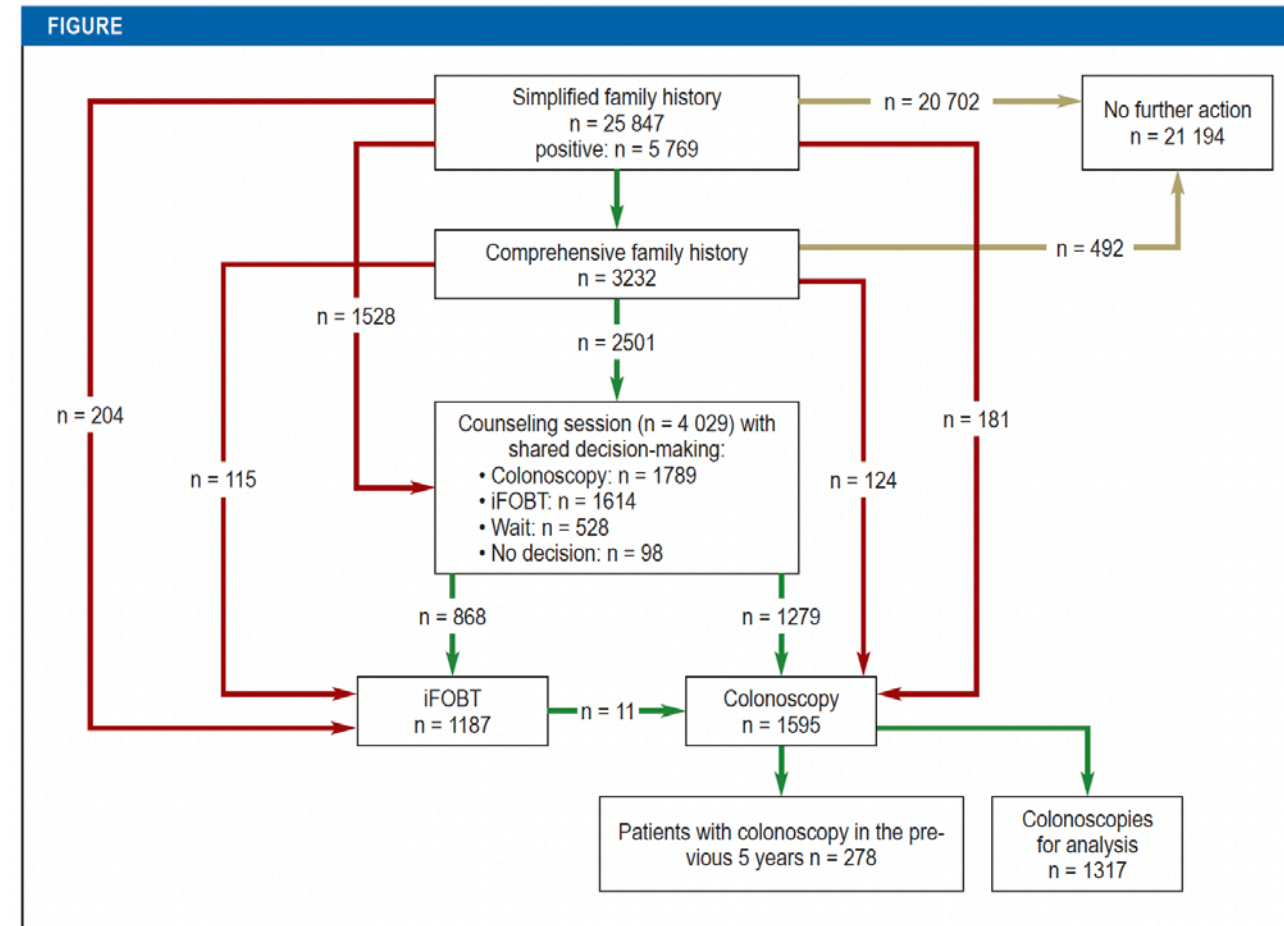 FIGURE
Simplified family history
n = 25 847
positive: n = 5 769
n = 20 702
No further action
n = 21 194
Comprehensive family history
n = 3232
n = 492
n = 1528
n = 2501
n = 204
n = 181
Counseling session (n = 4 029) with
shared decision-making:
• Colonoscopy: n = 1789
• iFOBT: n = 1614
• Wait: n = 528
• No decision: n = 98
n = 115
n = 124
n = 868
n = 1279
iFOBT
n = 1187
n = 11
Colonoscopy
n = 1595
Patients with colonoscopy in the pre-
vious 5 years n = 278
Colonoscopies
for analysis
n = 1317